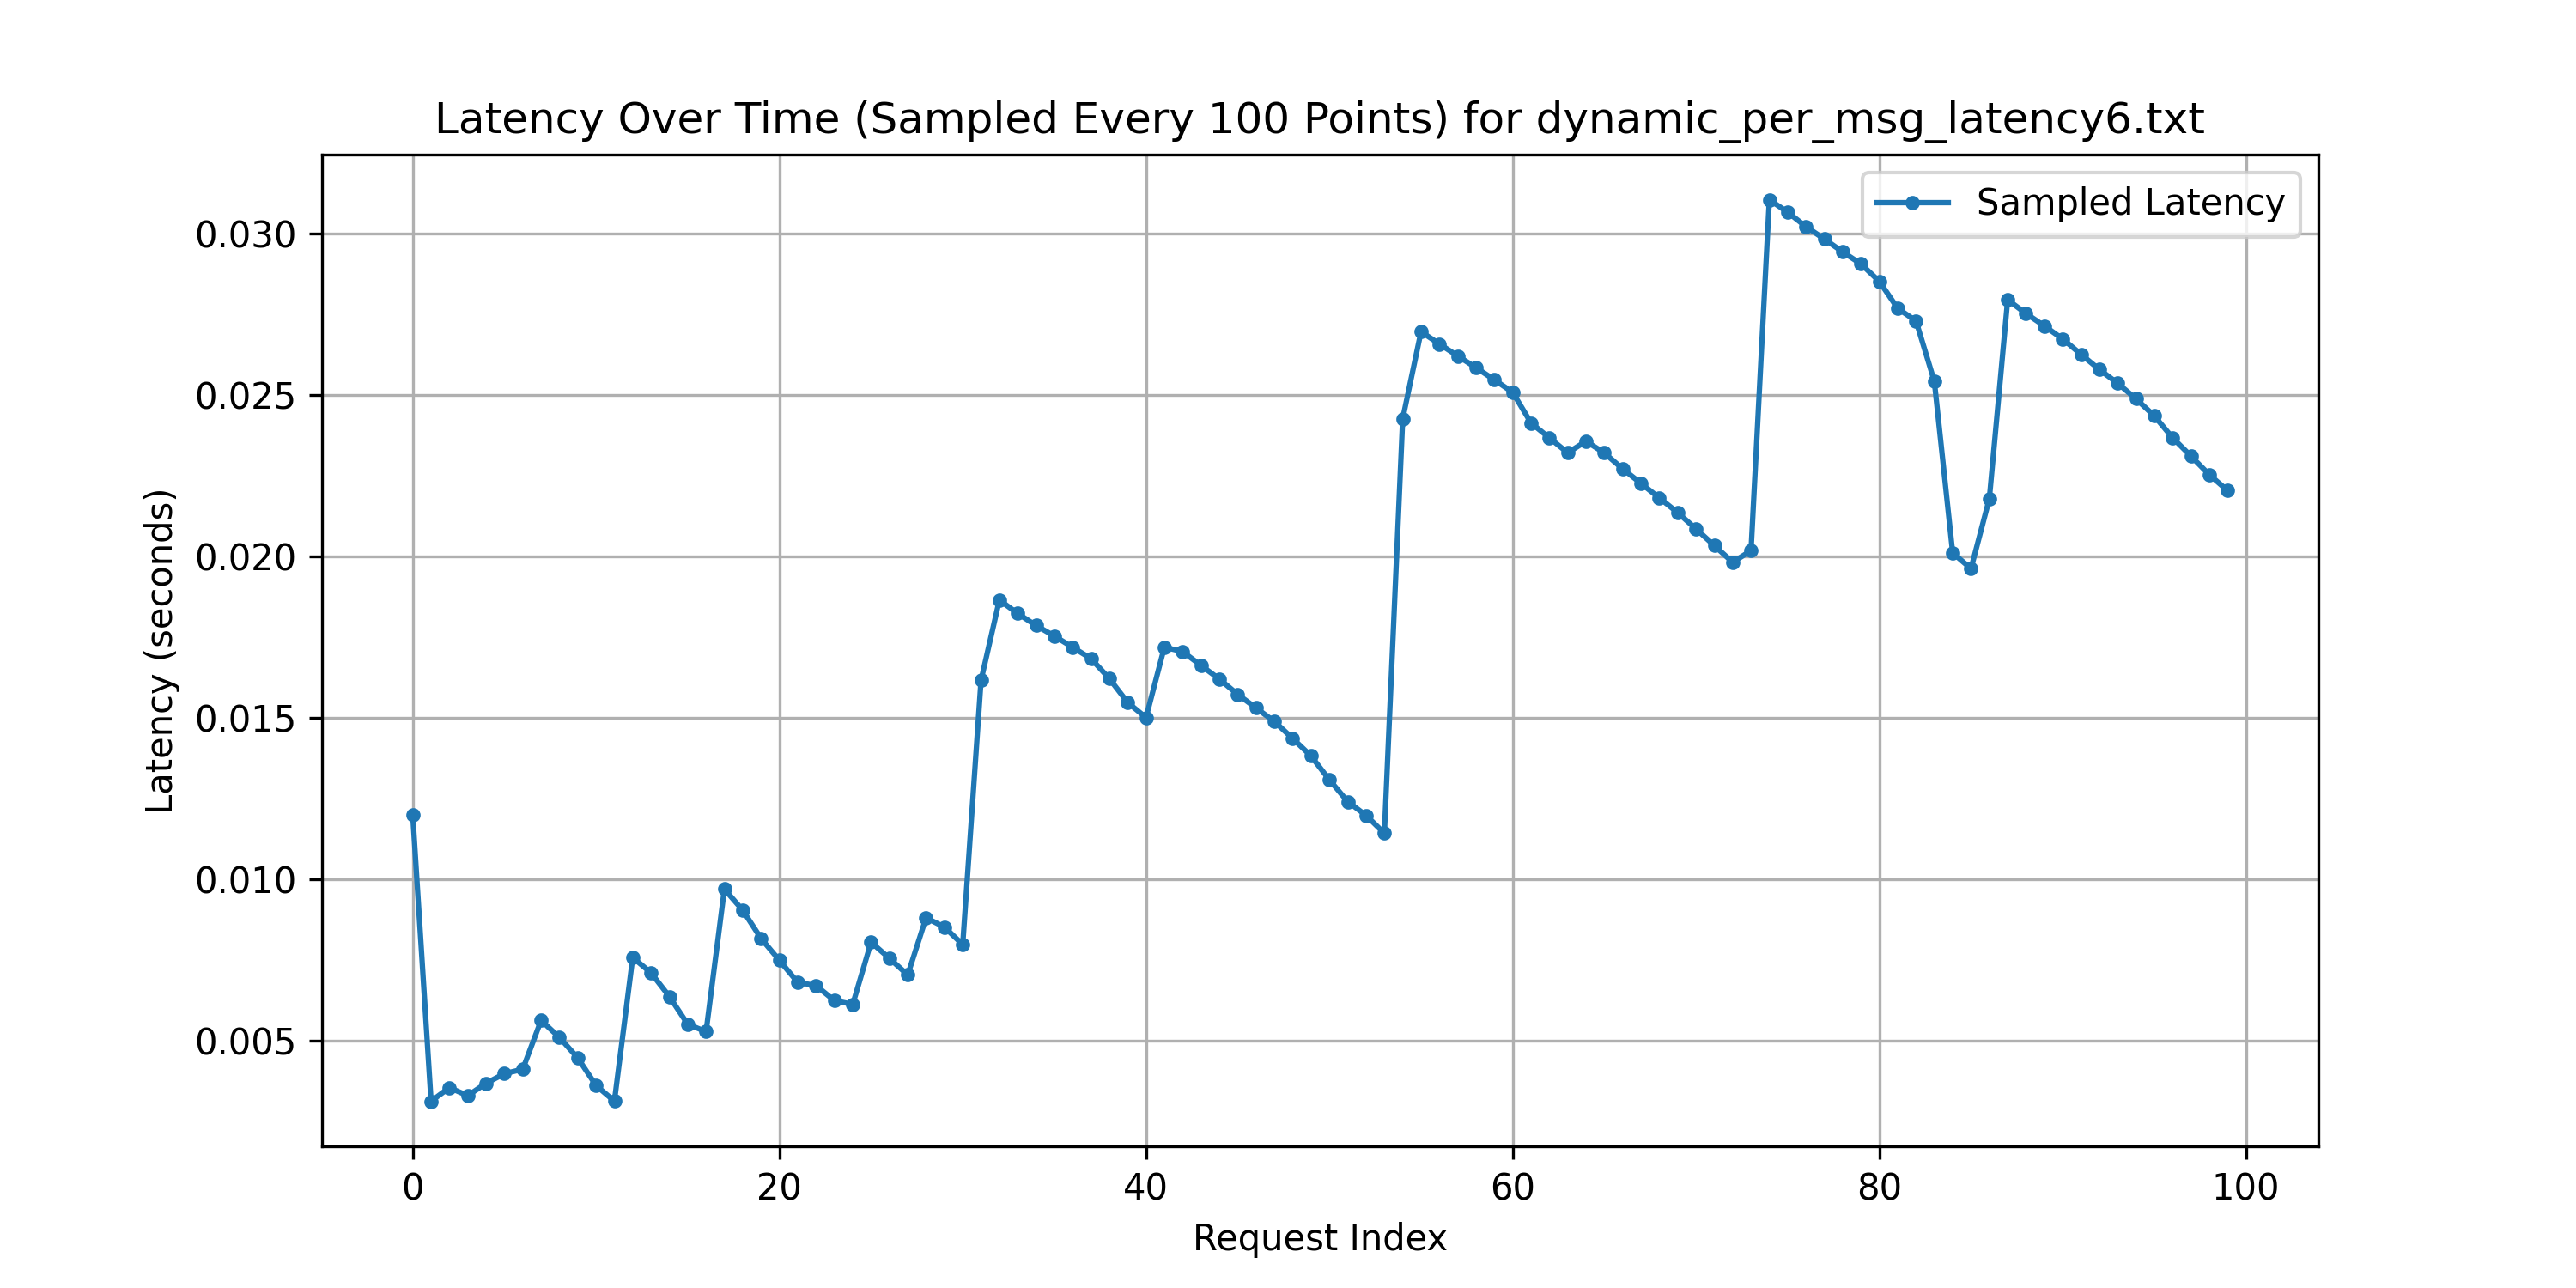 Latency Over Time (Sampled Every 100 Points) for dynamic_per_msg_latency6.txt
Sampled Latency
0.030
0.025
0.020
0.015
0.010
0.005
Latency (seconds)
0 20 40 60 80 100
Request Index